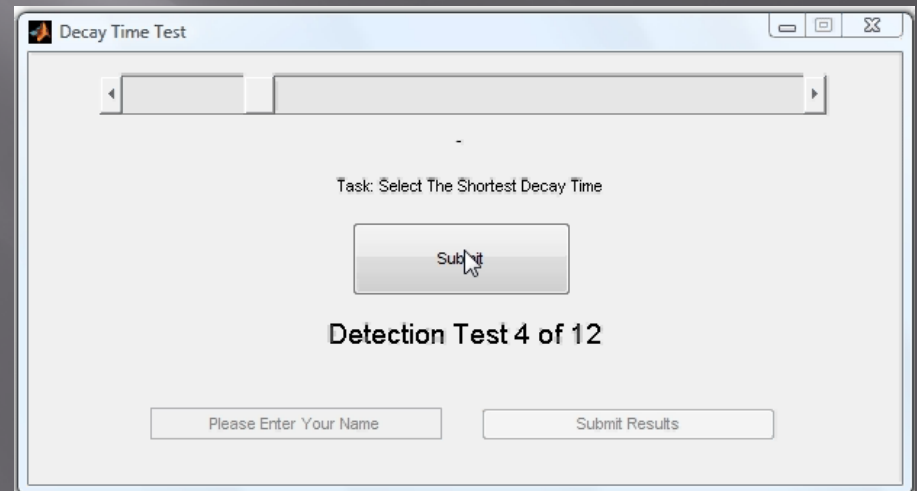 Decay Time Test
-
Task: Select The Shortest Decay Time
Submit
Detection Test 4 of 12
Please Enter Your Name
Submit Results